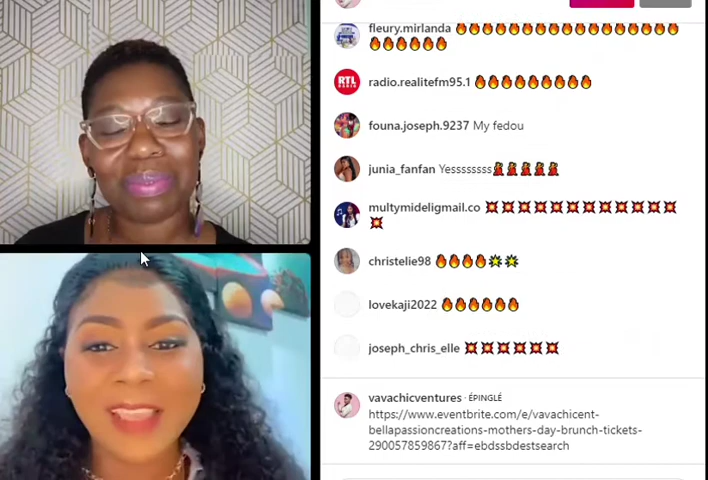 fleury.mirlanda 🔥🔥🔥🔥🔥🔥🔥🔥🔥🔥🔥🔥🔥🔥🔥🔥🔥
🔥🔥🔥🔥🔥🔥
RTL
radio.realitefm95.1 🔥🔥🔥🔥🔥🔥🔥🔥🔥
founa.joseph.9237 My fedou
junia_fanfan Yessssssss💃💃💃💃💃
multymideligmail.co 💥💥💥💥💥💥💥💥💥💥💥💥
💥
christelie98 🔥🔥🔥🔥
lovekaji2022 🔥🔥🔥🔥🔥🔥
joseph_chris_elle 💥💥💥💥💥💥
vavachicventures · ÉPINGLÉ
https://www.eventbrite.com/e/vavachicent-
bellapassioncreations-mothers-day-brunch-tickets-
290057859867?aff=ebdssbdestsearch